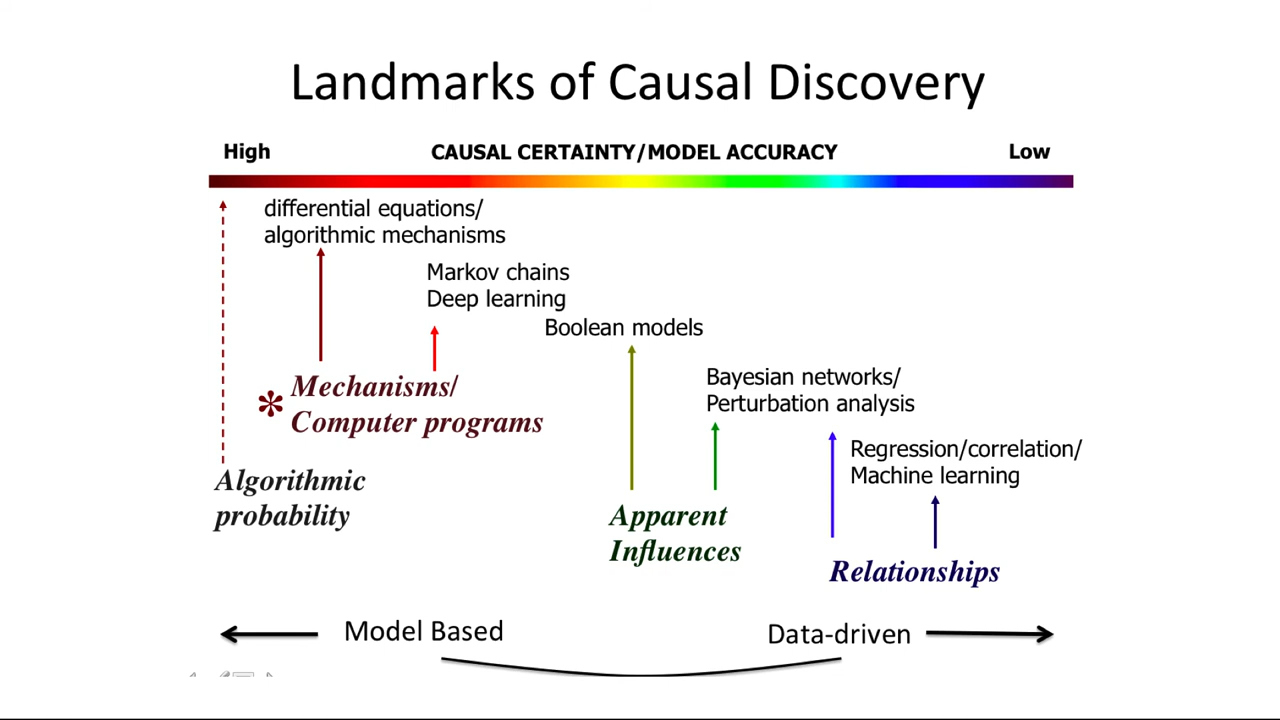 Landmarks of Causal Discovery
High CAUSAL CERTAINTY/MODEL ACCURACY Low
differential equations/
algorithmic mechanisms
Markov chains
Deep learning
Boolean models
Mechanisms/
* Computer programs
Bayesian networks/
Perturbation analysis
Regression/correlation/
Machine learning
Algorithmic
probability
Apparent
Influences
Relationships
Model Based
Data-driven